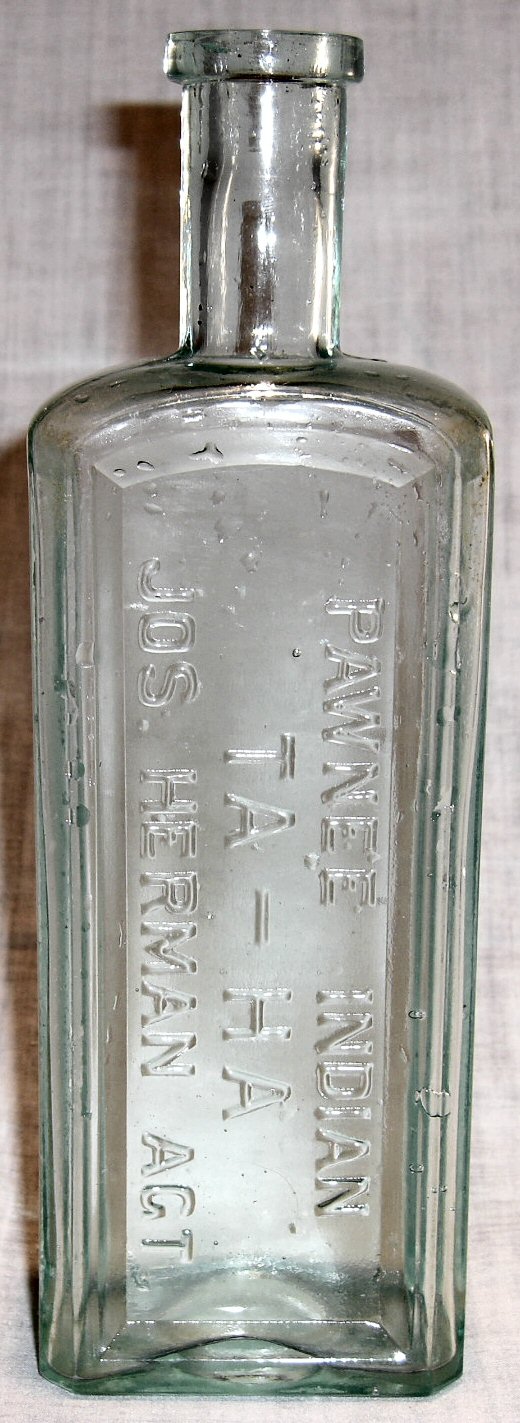 PAWNEE INDIAN
TA-HA
JOS. HERMAN AGT.